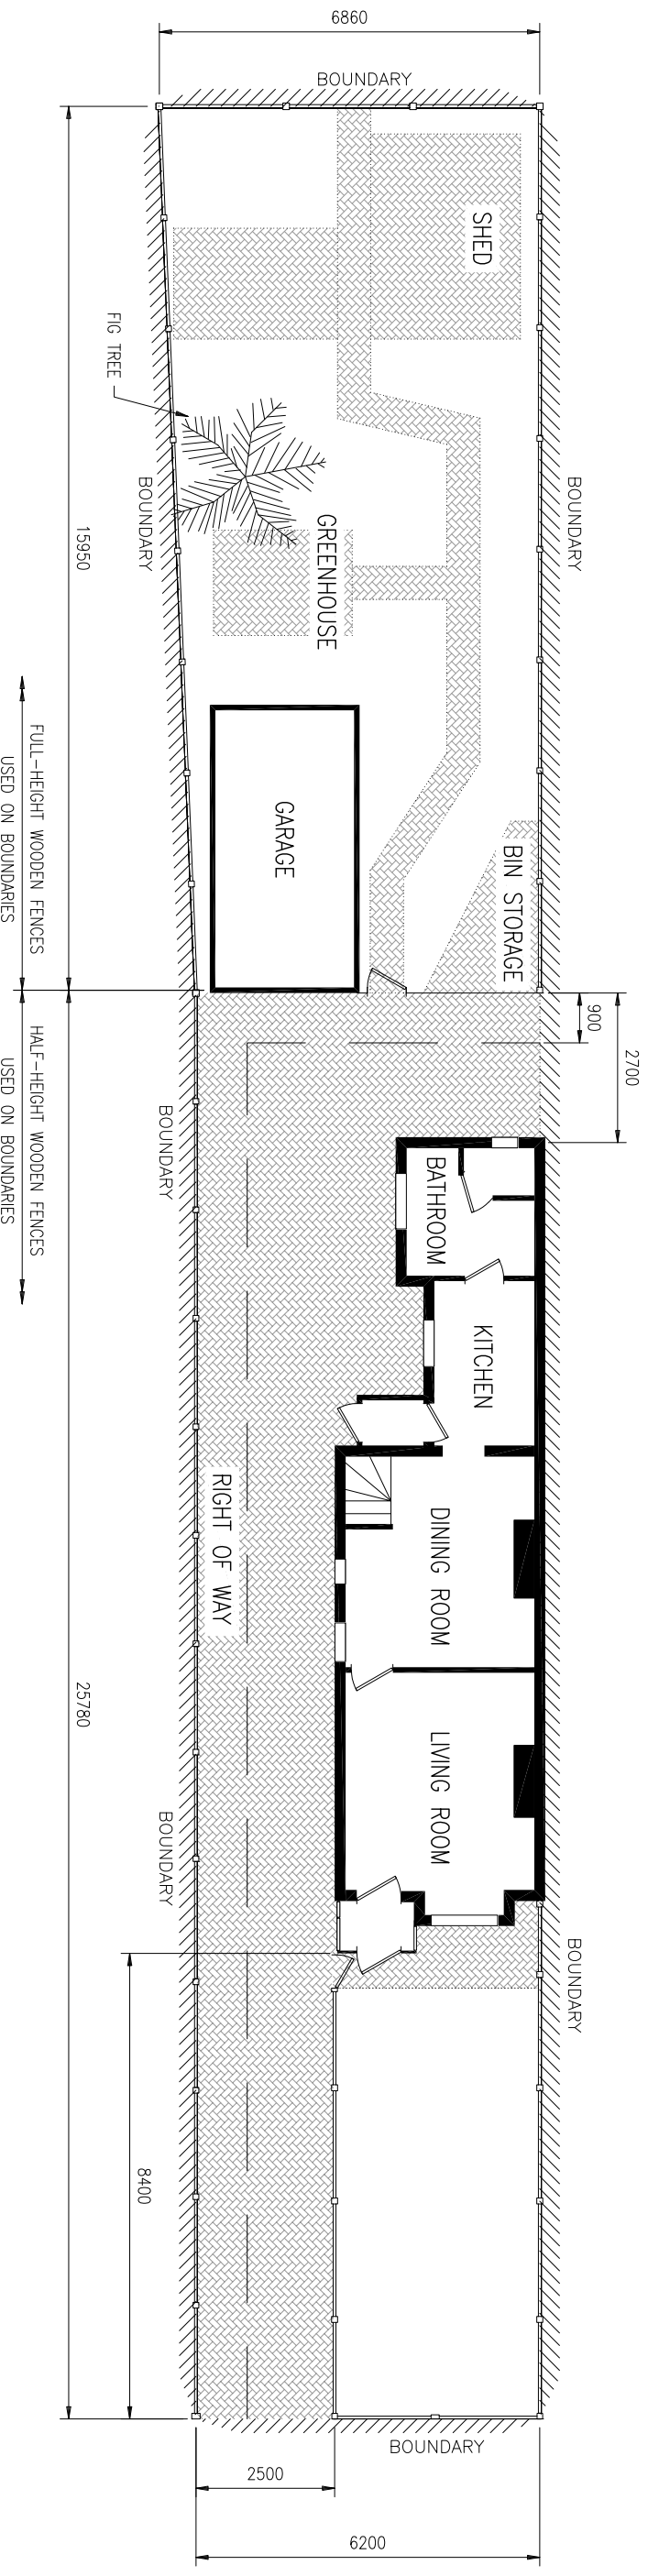 6860
BOUNDARY
SHED
FIG TREE
BOUNDARY
BOUNDARY
15950
GREENHOUSE
FULL-HEIGHT WOODEN FENCES
USED ON BOUNDARIES
GARAGE
BIN STORAGE
900
2700
HALF-HEIGHT WOODEN FENCES
USED ON BOUNDARIES
BOUNDARY
BATHROOM
KITCHEN
RIGHT OF WAY
DINING ROOM
25780
LIVING ROOM
BOUNDARY
BOUNDARY
8400
BOUNDARY
2500
6200